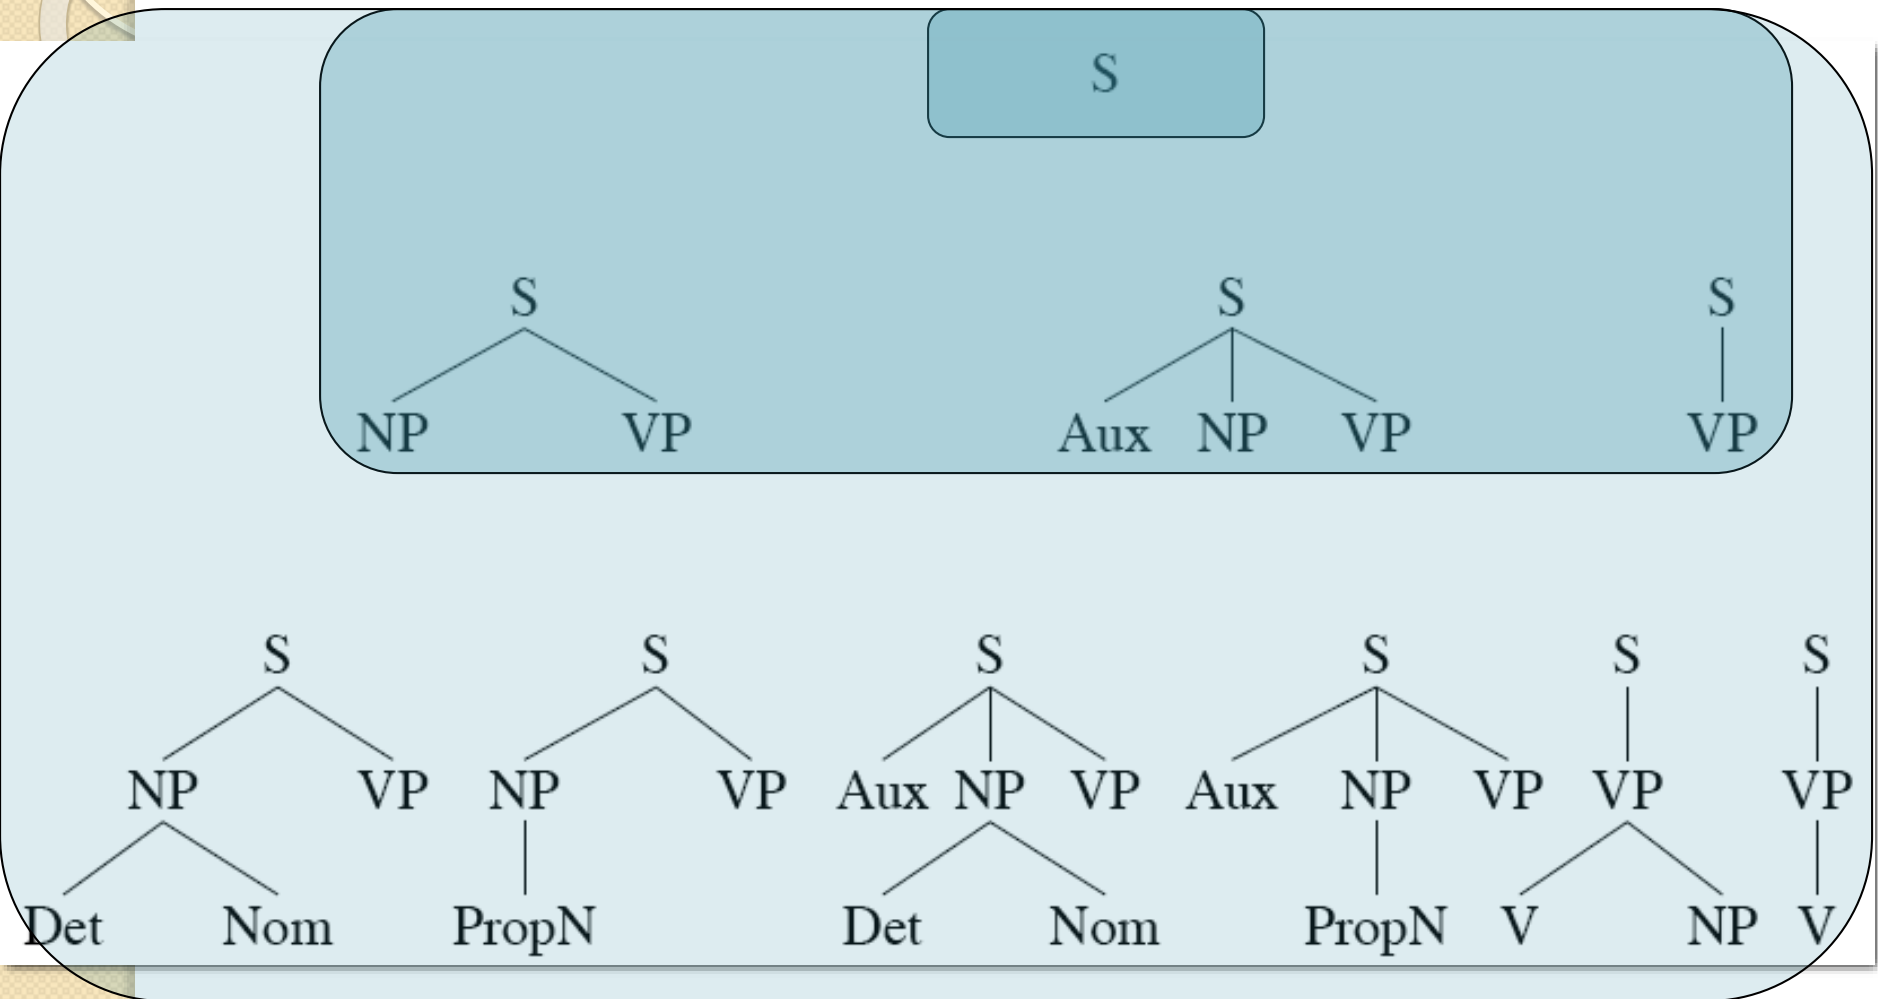 S
S S S
NP VP Aux NP VP VP
S S S S S S
NP VP NP VP Aux NP VP Aux NP VP VP VP
Det Nom PropN Det Nom PropN V NP V